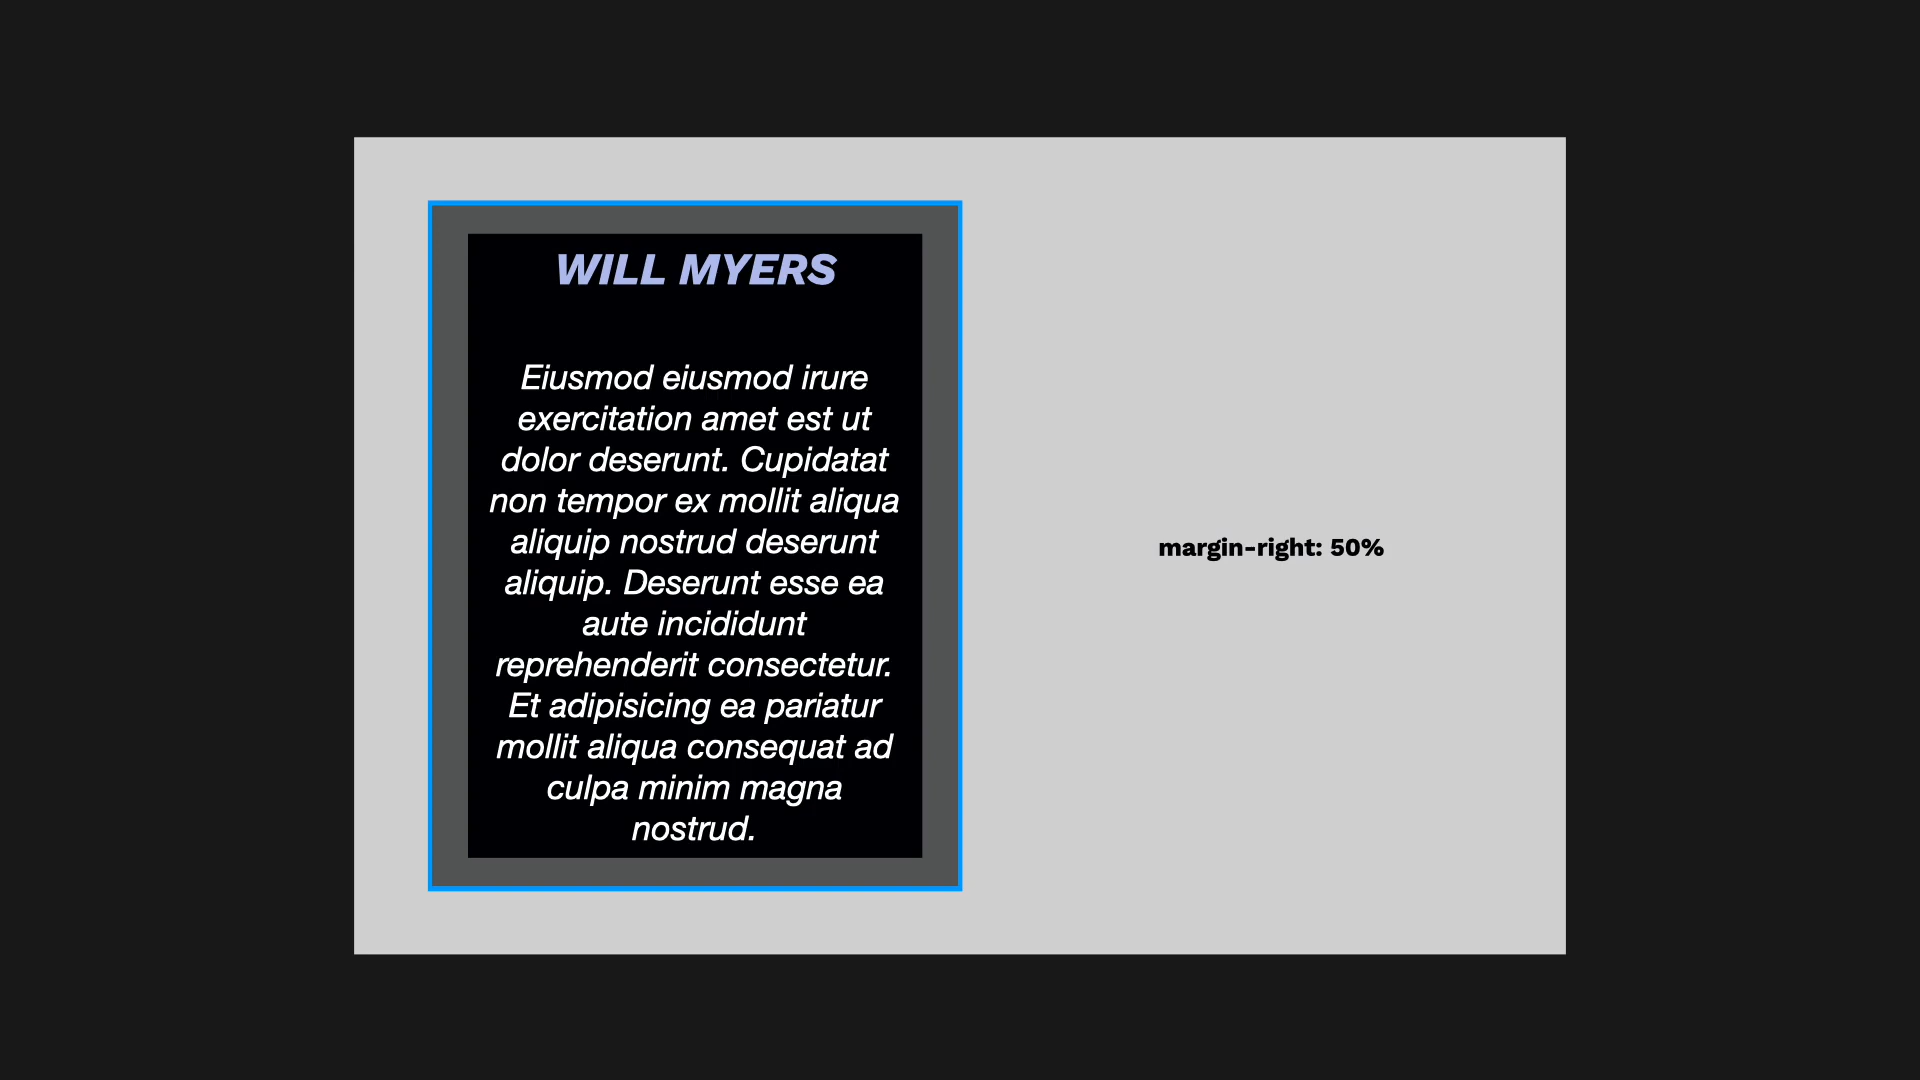 WILL MYERS
Eiusmod eiusmod irure
exercitation amet est ut
dolor deserunt. Cupidatat
non tempor ex mollit aliqua
aliquip nostrud deserunt
aliquip. Deserunt esse ea
aute incididunt
reprehenderit consectetur.
Et adipisicing ea pariatur
mollit aliqua consequat ad
culpa minim magna
nostrud.
margin-right: 50%